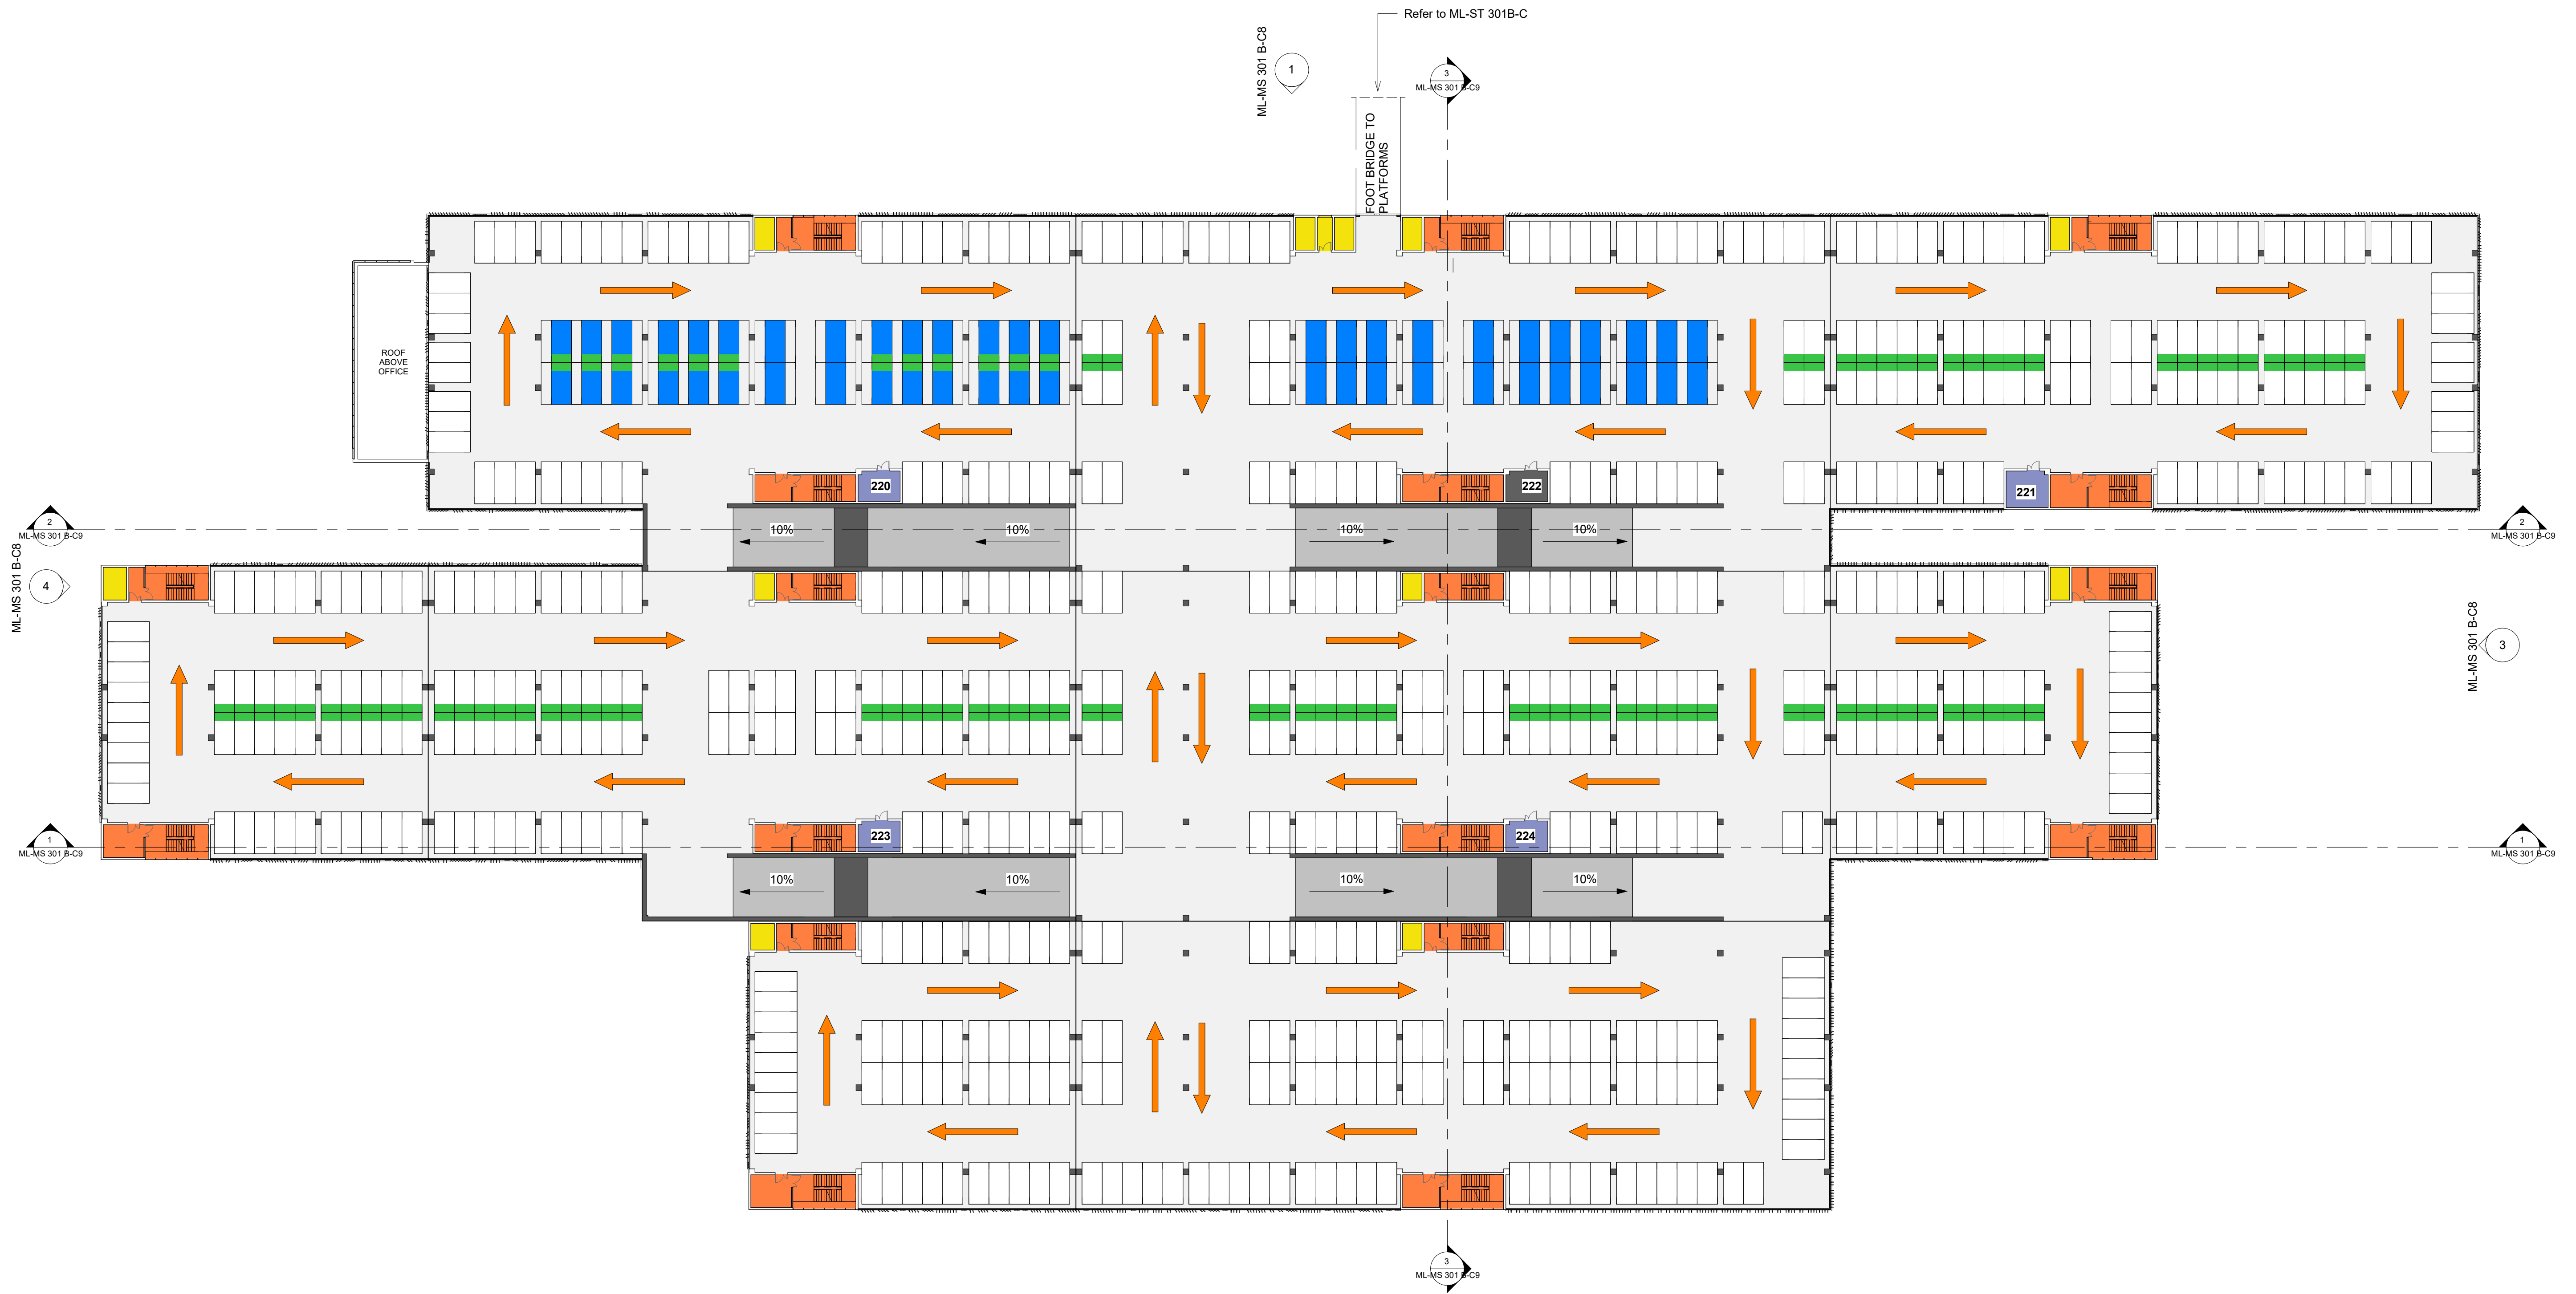 Refer to ML-ST 301B-C
ML-MS 301 B-C8
1
3
ML-MS 301 B-C9
FOOT BRIDGE TO
PLATFORMS
ROOF
ABOVE
OFFICE
220
222
221
2
ML-MS 301 B-C9
10%
10%
10%
10%
2
ML-MS 301 B-C9
ML-MS 301 B-C8
4
ML-MS 301 B-C8
3
223
224
1
ML-MS 301 B-C9
1
ML-MS 301 B-C9
10%
10%
10%
10%
3
ML-MS 301 B-C9